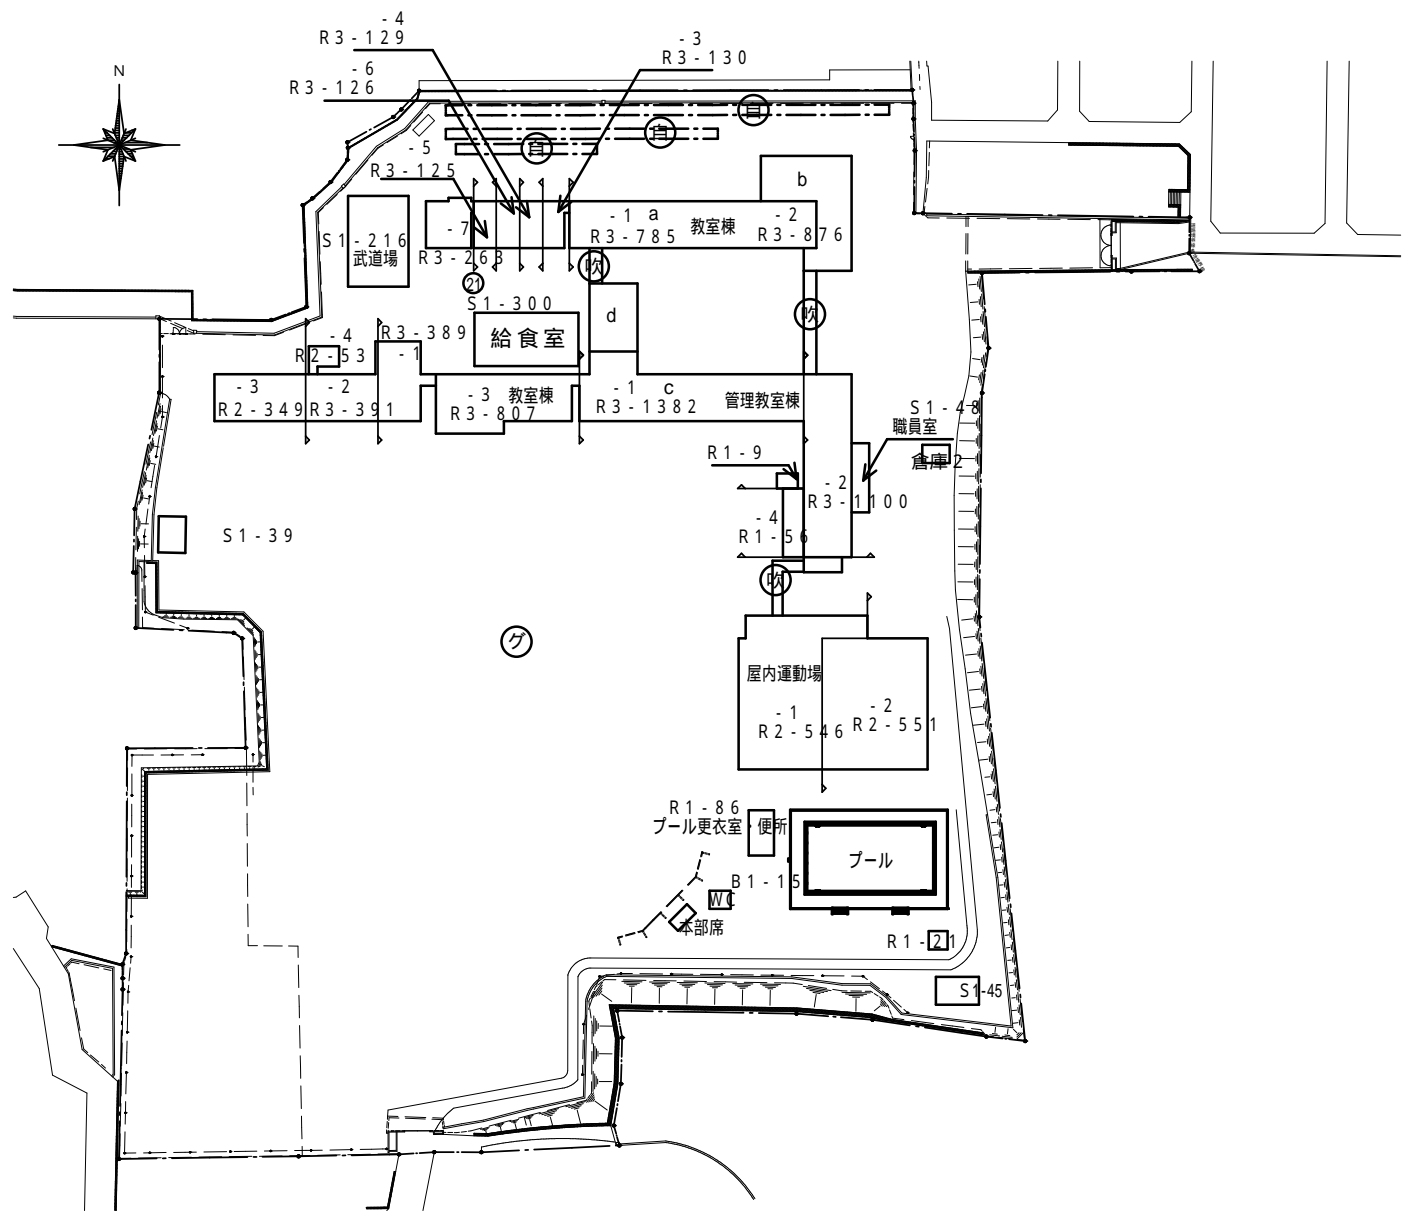 -4
R3-129
-3
R3-130
N
-6
R3-126
自
自
自
-5
R3-125
b
-1 a
R3-785
教室棟
-2
R3-876
-7
R3-263
S1-216
武道場
吹
21
S1-300
給食室
d
吹
-4
R2-53
R3-389
-1
-3
R2-349
-2
R3-391
-3
R3-807
教室棟
-1 c
R3-1382
管理教室棟
S1-48
職員室
倉庫2
R1-9
-2
R3-1100
-4
R1-56
S1-39
吹
グ
屋内運動場
-1
R2-546
-2
R2-551
R1-86
プール更衣室・便所
プール
B1-15
WC
本部席
R1-21
S1-45